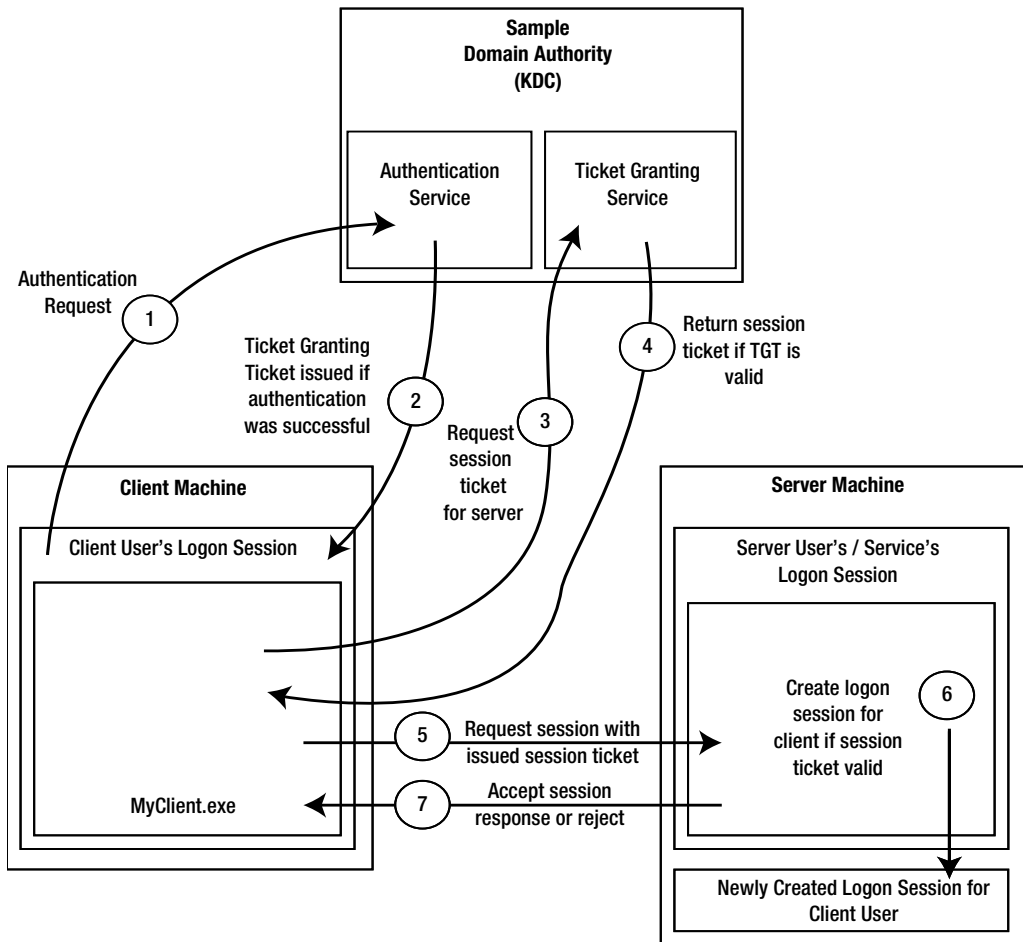 Sample
Domain Authority
(KDC)
Authentication
Service
Ticket Granting
Service
Authentication
Request
1
Ticket Granting
Ticket issued if
authentication
was successful
2
Request
session
ticket
for server
3
4
Return session
ticket if TGT is
valid
Client Machine
Client User's Logon Session
MyClient.exe
Server Machine
Server User's / Service's
Logon Session
5
Request session with
issued session ticket
Create logon
session for
client if session
ticket valid
6
7
Accept session
response or reject
Newly Created Logon Session for
Client User